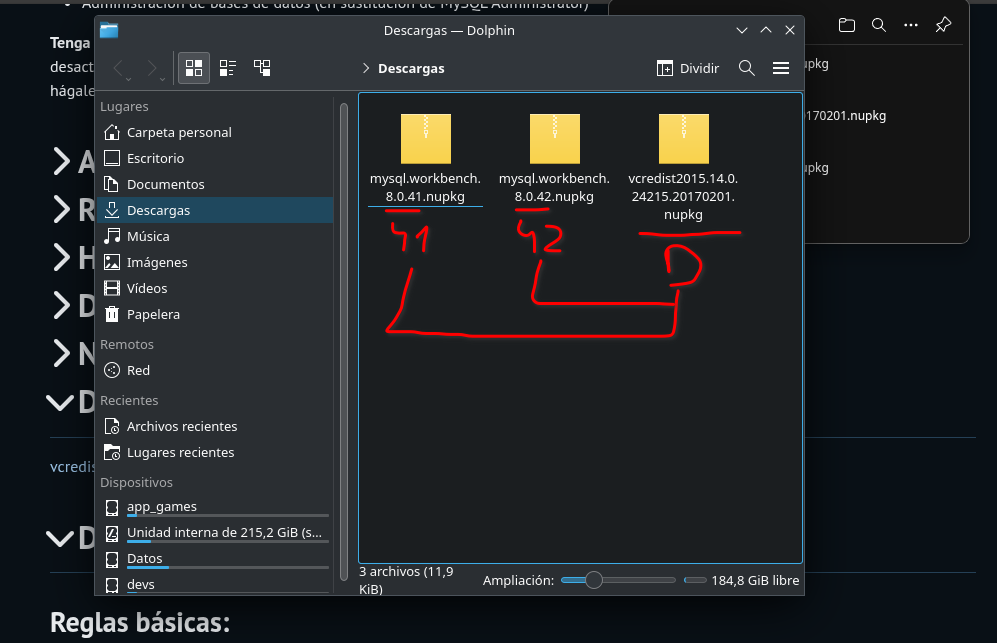 Administración de Bases de datos (en sustitución de MySQL Administrator)
Tenga
desact
hágale
Descargas — Dolphin
Descargas
Dividir
Lugares
Carpeta personal
Escritorio
Documentos
Descargas
Música
Imágenes
Vídeos
Papelera
Remotos
Red
Recientes
Archivos recientes
Lugares recientes
Dispositivos
app_games
Unidad interna de 215,2 GiB (s...
Datos
devs
mysql.workbench.
8.0.41.nupkg
mysql.workbench.
8.0.42.nupkg
vcredist2015.14.0.
24215.20170201.
nupkg
41
42
D
3 archivos (11,9
KiB)
Ampliación:
184,8 GiB libre
upkg
170201.nupkg
upkg
A
R
H
D
N
D
vcredis
D
Reglas básicas: